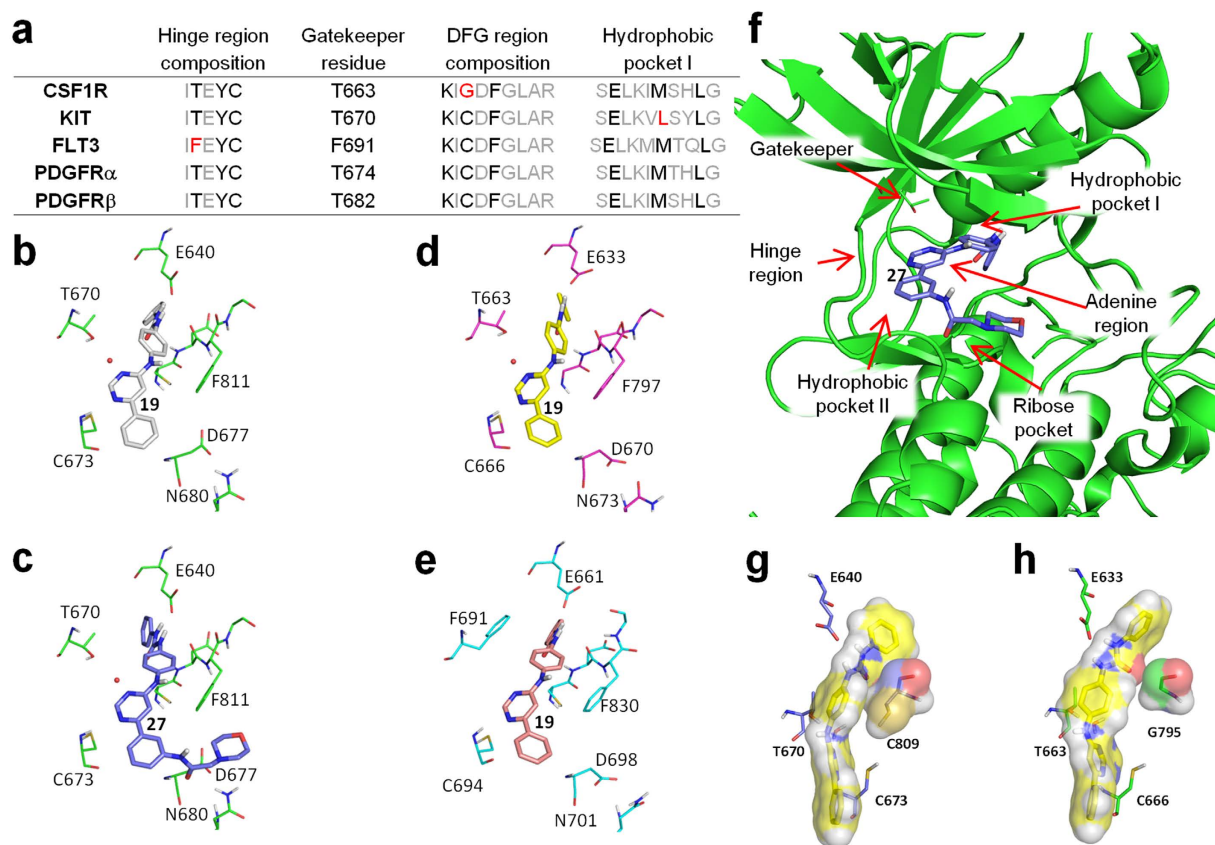 a
Hinge region composition
Gatekeeper residue
DFG region composition
Hydrophobic pocket I
CSF1R ITEYC T663 KIGDFGLAR SELKIMSHLG
KIT ITEYC T670 KICDFGLAR SELKVLSYLG
FLT3 IFEYC F691 KICDFGLAR SELKMMTQLG
PDGFRα ITEYC T674 KICDFGLAR SELKIMTHLG
PDGFRβ ITEYC T682 KICDFGLAR SELKIMSHLG
b
E640
T670
F811
19
D677
C673
N680
d
E633
T663
F797
19
D670
C666
N673
c
E640
T670
F811
27
C673
D677
N680
e
E661
F691
F830
19
C694
D698
N701
f
Gatekeeper
Hydrophobic
pocket I
Hinge
region
27
Adenine
region
Hydrophobic
pocket II
Ribose
pocket
g
E640
T670
C809
C673
h
E633
T663
G795
C666